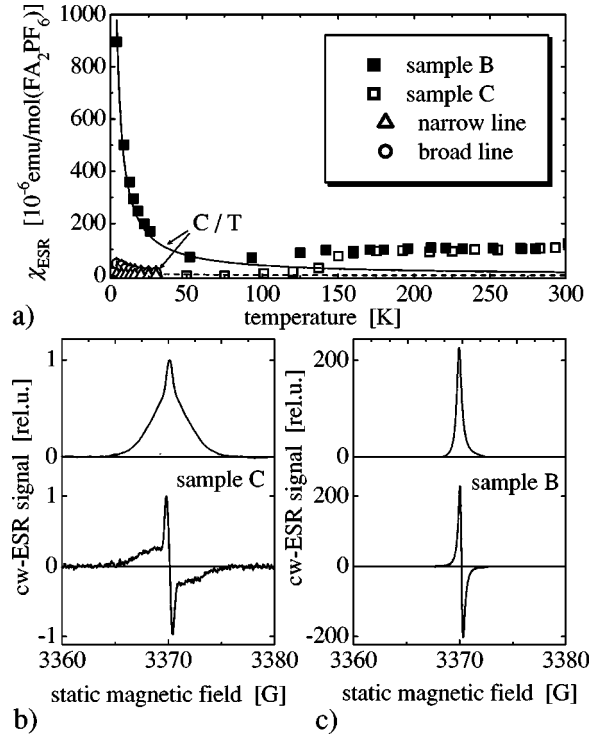 1000
800
600
400
200
0
χESR [10⁻⁶emu/mol(FA₂PF₆)]
sample B
sample C
narrow line
broad line
C / T
0 50 100 150 200 250 300
temperature [K]
a)
1
0
cw-ESR signal [rel.u.]
sample C
1
0
-1
3360 3370 3380
static magnetic field [G]
b)
200
0
cw-ESR signal [rel.u.]
sample B
200
0
-200
3360 3370 3380
static magnetic field [G]
c)